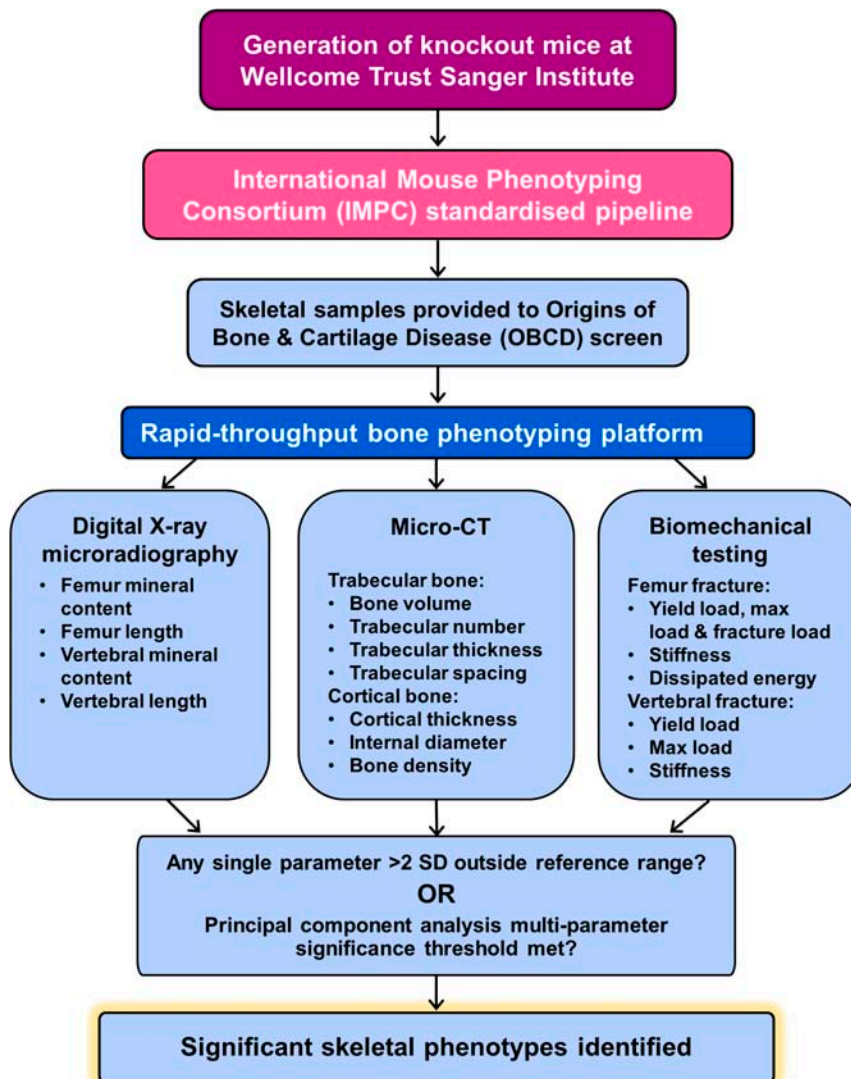 Generation of knockout mice at
Wellcome Trust Sanger Institute
International Mouse Phenotyping
Consortium (IMPC) standardised pipeline
Skeletal samples provided to Origins of
Bone & Cartilage Disease (OBCD) screen
Rapid-throughput bone phenotyping platform
Digital X-ray
microradiography
• Femur mineral
content
• Femur length
• Vertebral mineral
content
• Vertebral length
Micro-CT
Trabecular bone:
• Bone volume
• Trabecular number
• Trabecular thickness
• Trabecular spacing
Cortical bone:
• Cortical thickness
• Internal diameter
• Bone density
Biomechanical
testing
Femur fracture:
• Yield load, max
load & fracture load
• Stiffness
• Dissipated energy
Vertebral fracture:
• Yield load
• Max load
• Stiffness
Any single parameter >2 SD outside reference range?
OR
Principal component analysis multi-parameter
significance threshold met?
Significant skeletal phenotypes identified